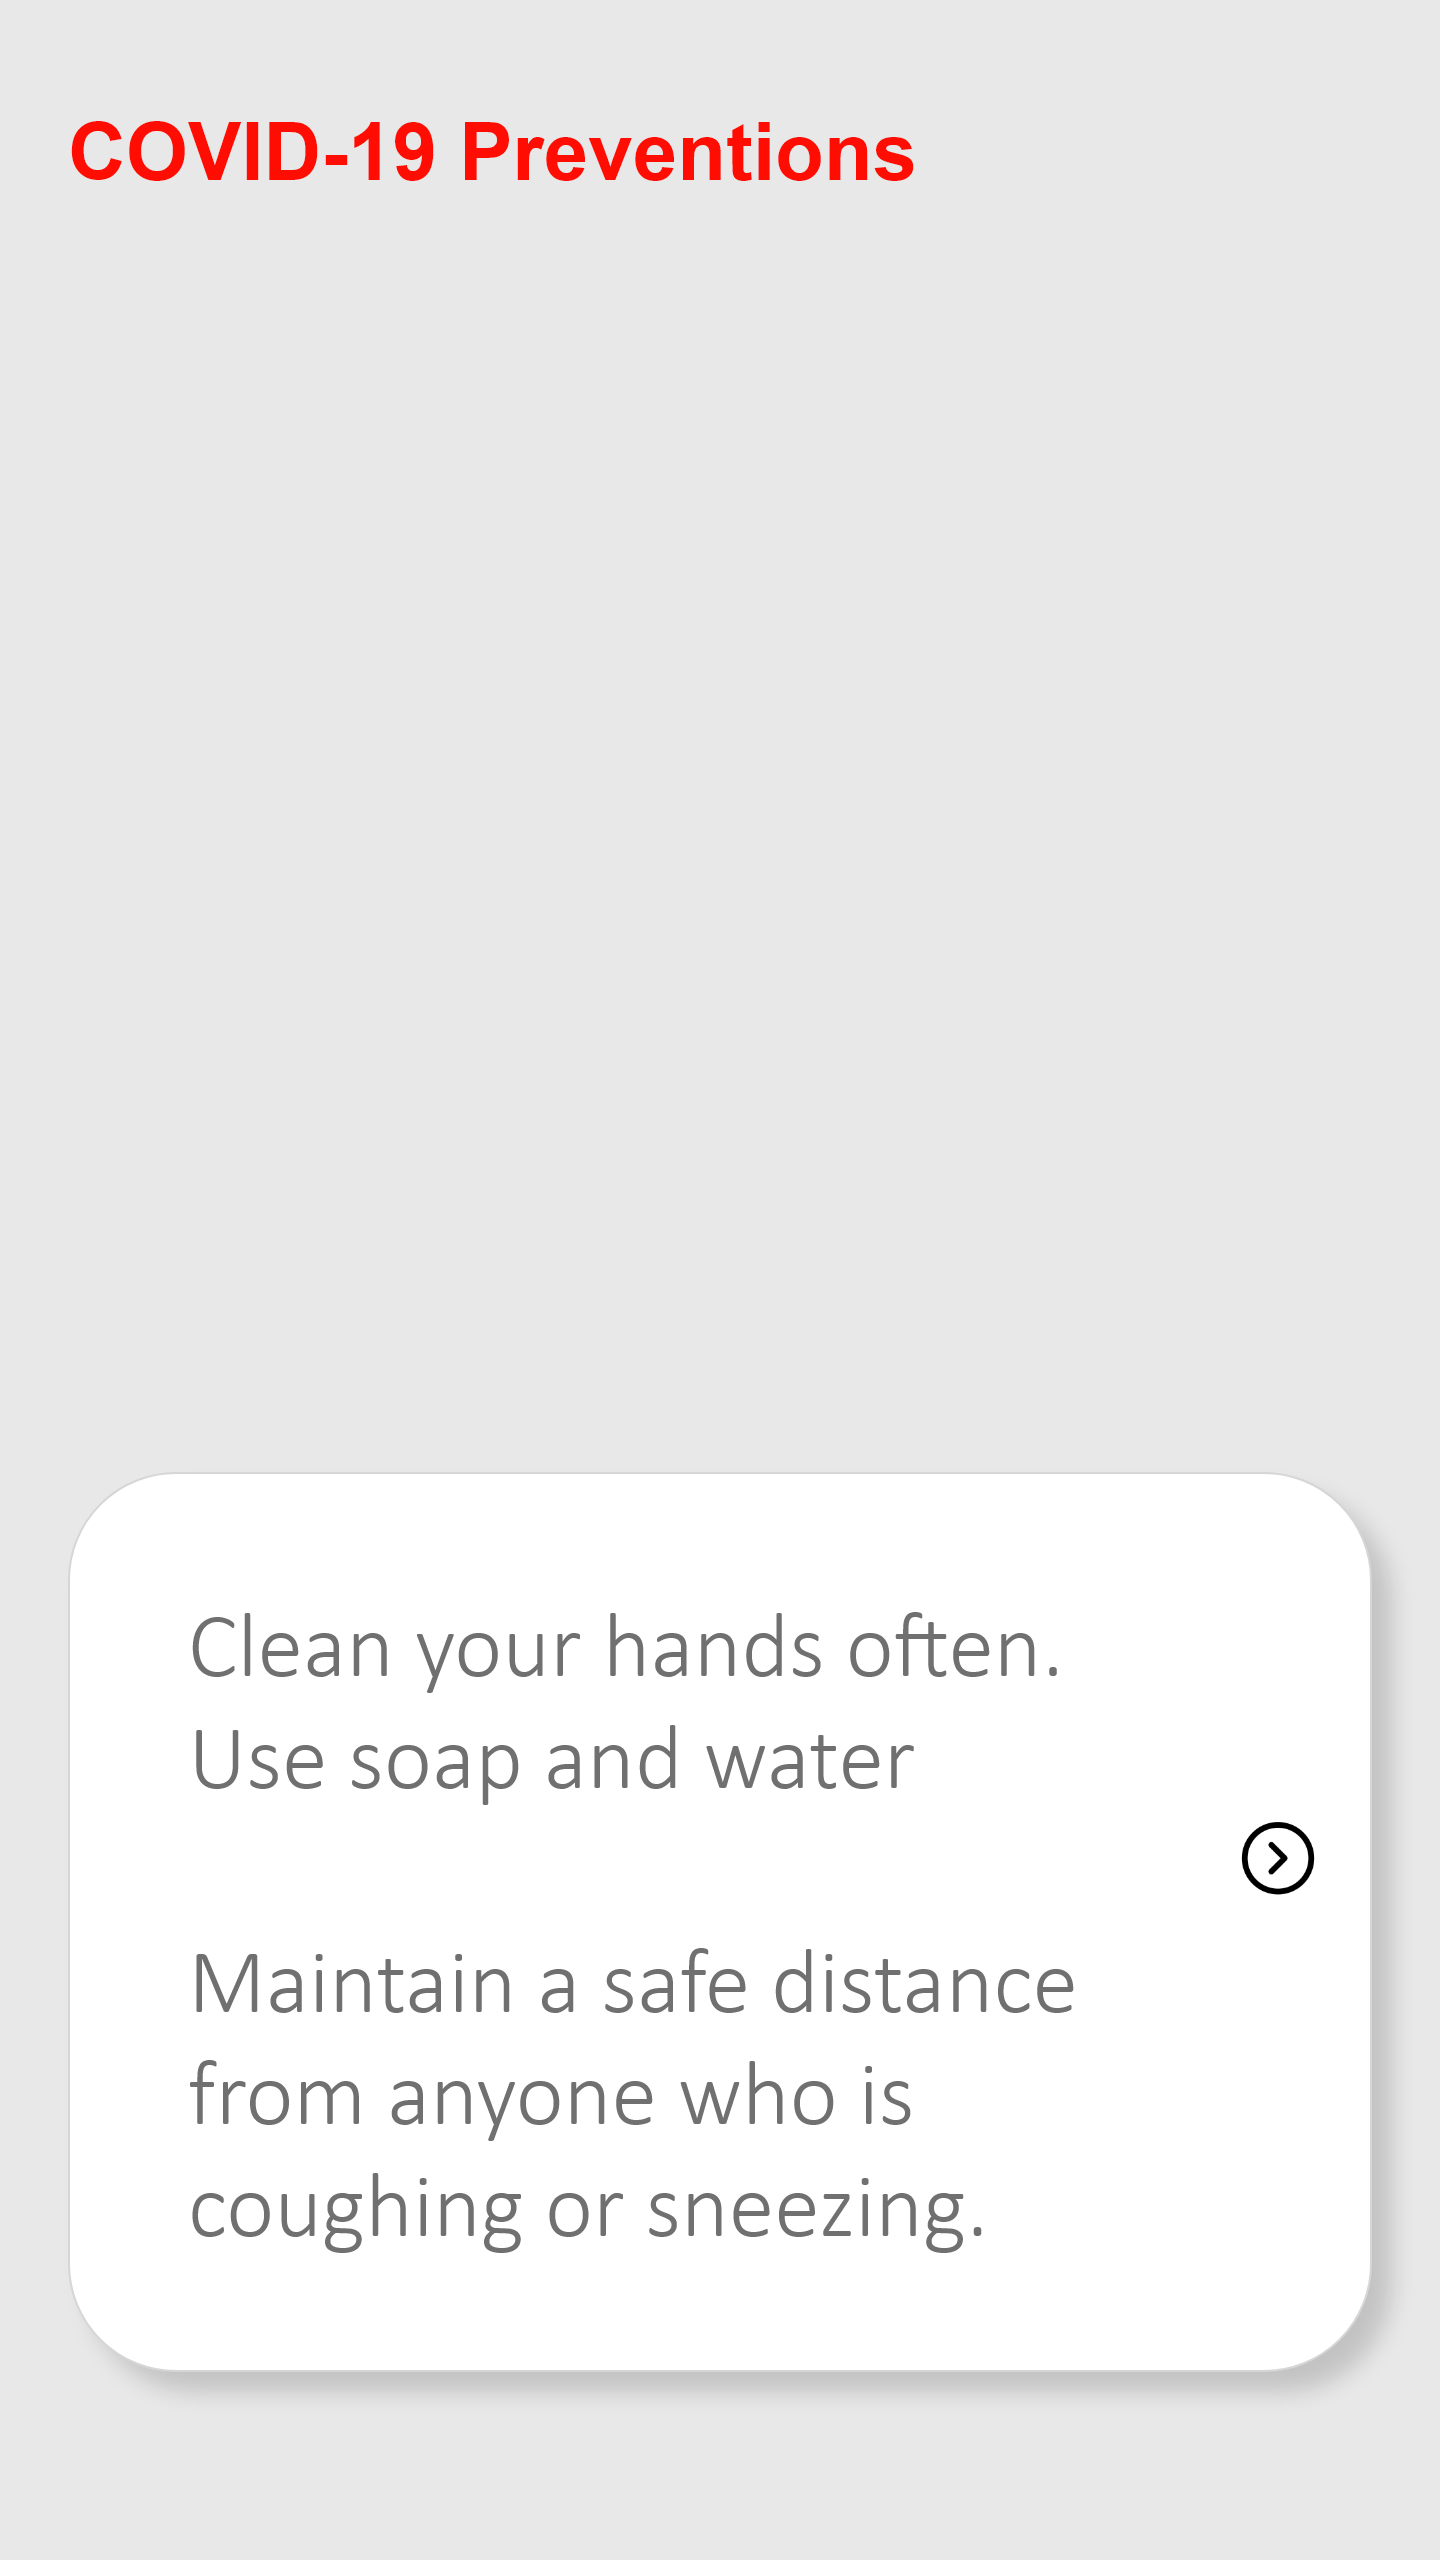 COVID-19 Preventions
Clean your hands often.
Use soap and water
Maintain a safe distance
from anyone who is
coughing or sneezing.